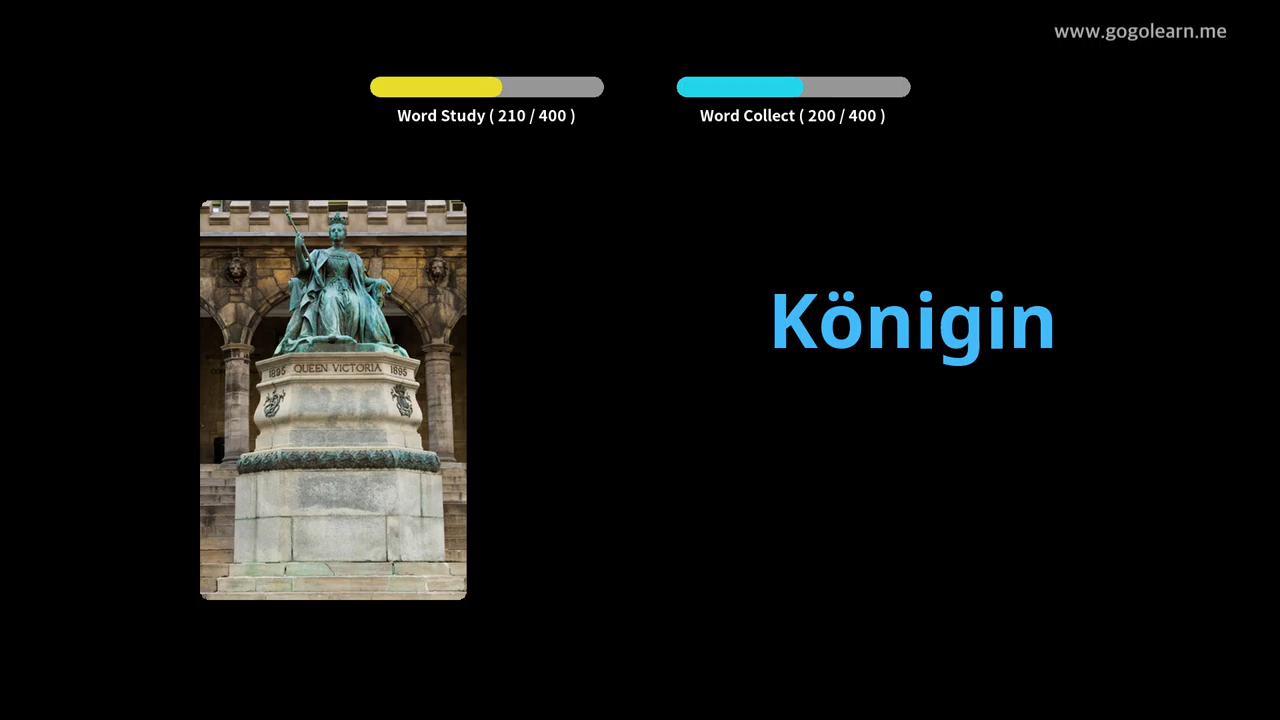 www.gogolearn.me
Word Study ( 210 / 400 )
Word Collect ( 200 / 400 )
Königin
1895 QUEEN VICTORIA 1895